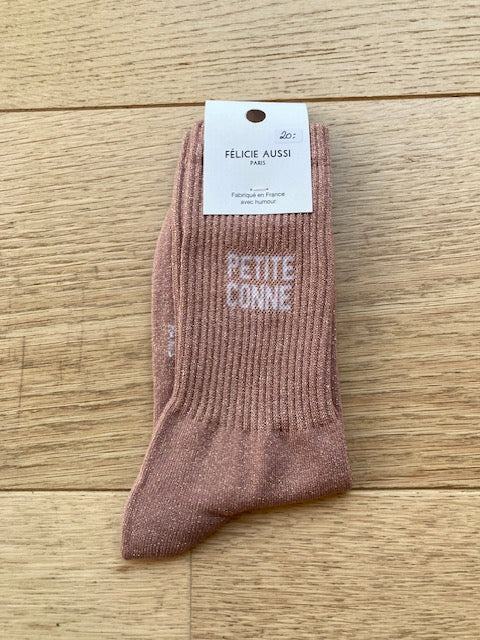 20:-
FÉLICIE AUSSI
PARIS
Fabriqué en France
avec humour
PETITE
CONNE